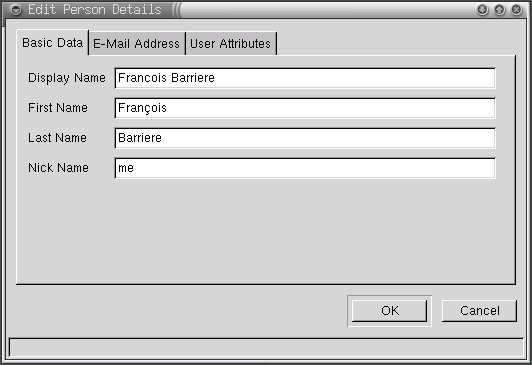 Edit Person Details
Basic Data E-Mail Address User Attributes
Display Name Francois Barriere
First Name François
Last Name Barriere
Nick Name me
OK Cancel